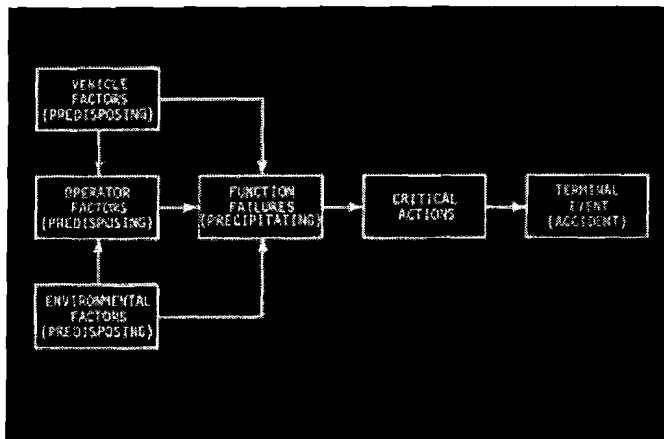 VEHICLE
FACTORS
(PREDISPOSING)
OPERATOR
FACTORS
(PREDISPOSING)
FUNCTION
FAILURES
(PRECIPITATING)
CRITICAL
ACTIONS
TERMINAL
EVENT
(ACCIDENT)
ENVIRONMENTAL
FACTORS
(PREDISPOSING)